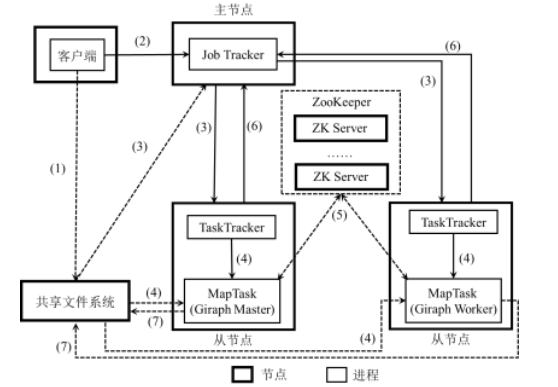 主节点
客户端
(2)
Job Tracker
(6)
(3)
(3)
(6)
(3)
ZooKeeper
ZK Server
……
ZK Server
(1)
(5)
TaskTracker
(4)
MapTask
(Giraph Master)
从节点
TaskTracker
(4)
MapTask
(Giraph Worker)
从节点
共享文件系统
(4)
(7)
(4)
(7)
节点
进程